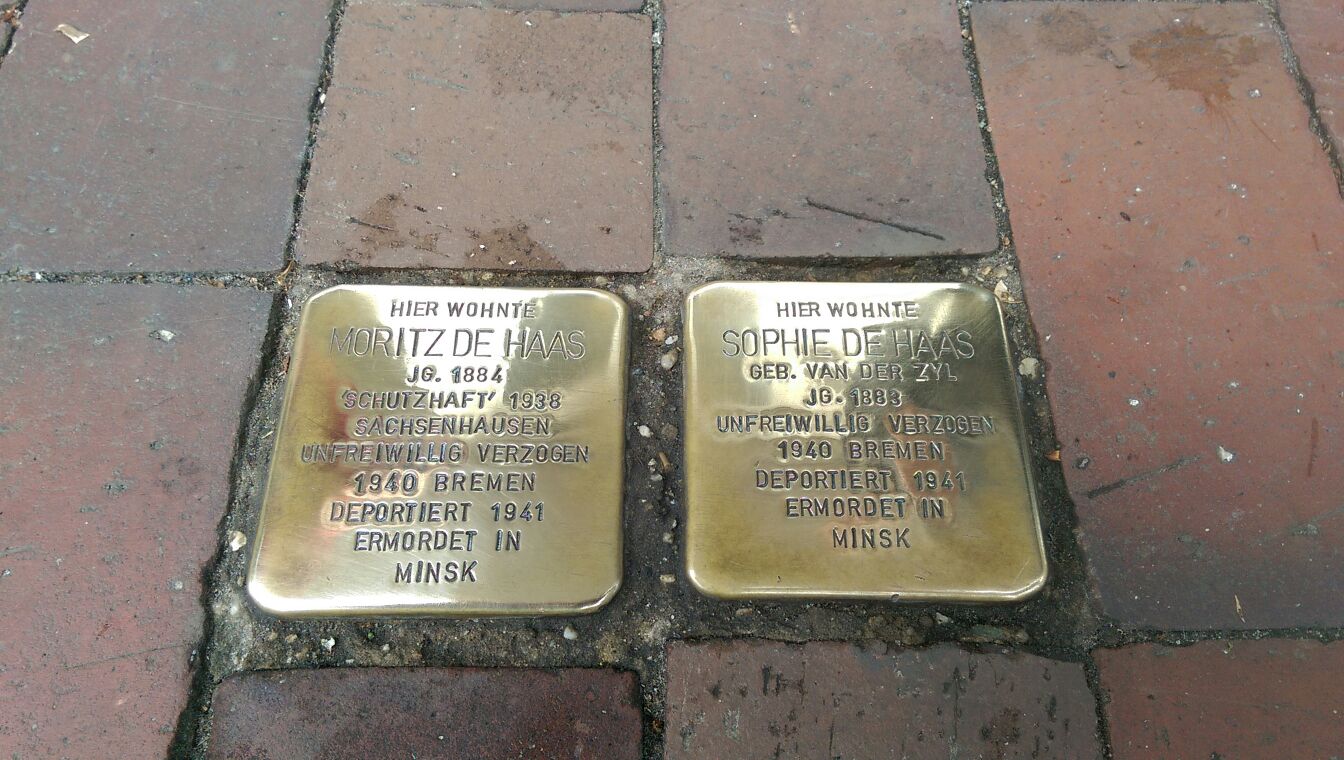 HIER WOHNTE
MORITZ DE HAAS
JG. 1884
'SCHUTZHAFT' 1938
SACHSENHAUSEN
UNFREIWILLIG VERZOGEN
1940 BREMEN
DEPORTIERT 1941
ERMORDET IN
MINSK
HIER WOHNTE
SOPHIE DE HAAS
GEB. VAN DER ZYL
JG. 1883
UNFREIWILLIG VERZOGEN
1940 BREMEN
DEPORTIERT 1941
ERMORDET IN
MINSK